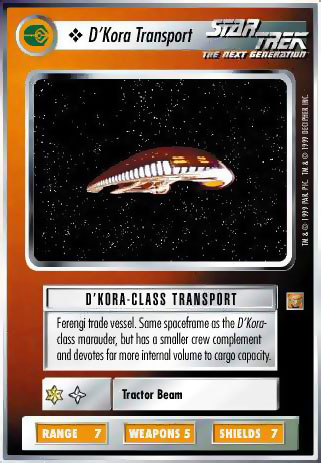 ❖ D'Kora Transport
STAR TREK
THE NEXT GENERATION
TM & © 1999 PAR. PIC. TM & © 1999 DECIPHER INC.
D'KORA-CLASS TRANSPORT
Ferengi trade vessel. Same spaceframe as the D'Kora-
class marauder, but has a smaller crew complement
and devotes far more internal volume to cargo capacity.
Tractor Beam
RANGE 7
WEAPONS 5
SHIELDS 7